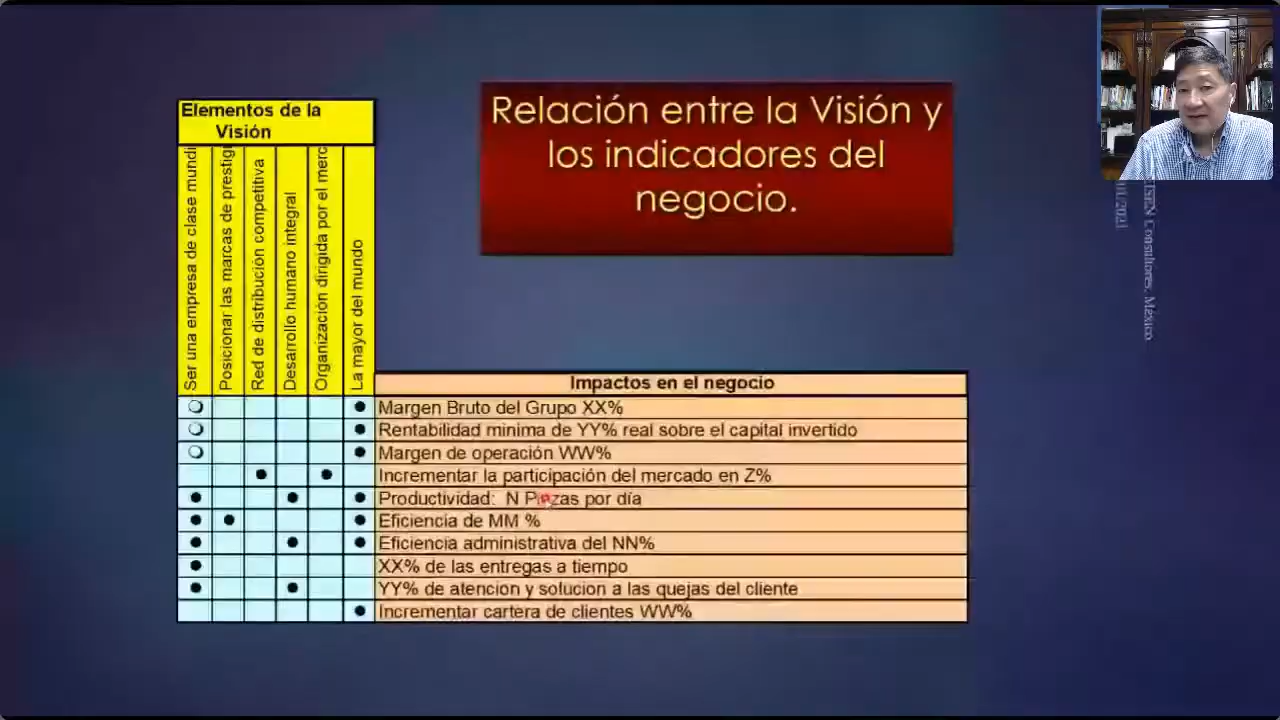 Elementos de la
Visión
Relación entre la Visión y
los indicadores del
negocio.
Ser una empresa de clase mundi
Posicionar las marcas de prestigi
Red de distribución competitiva
Desarrollo humano integral
Organización dirigida por el merc
La mayor del mundo
Impactos en el negocio
Margen Bruto del Grupo XX%
Rentabilidad minima de YY% real sobre el capital invertido
Margen de operación WW%
Incrementar la participación del mercado en Z%
Productividad: N Piezas por día
Eficiencia de MM %
Eficiencia administrativa del NN%
XX% de las entregas a tiempo
YY% de atencion y solucion a las quejas del cliente
Incrementar cartera de clientes WW%
Consultores, México